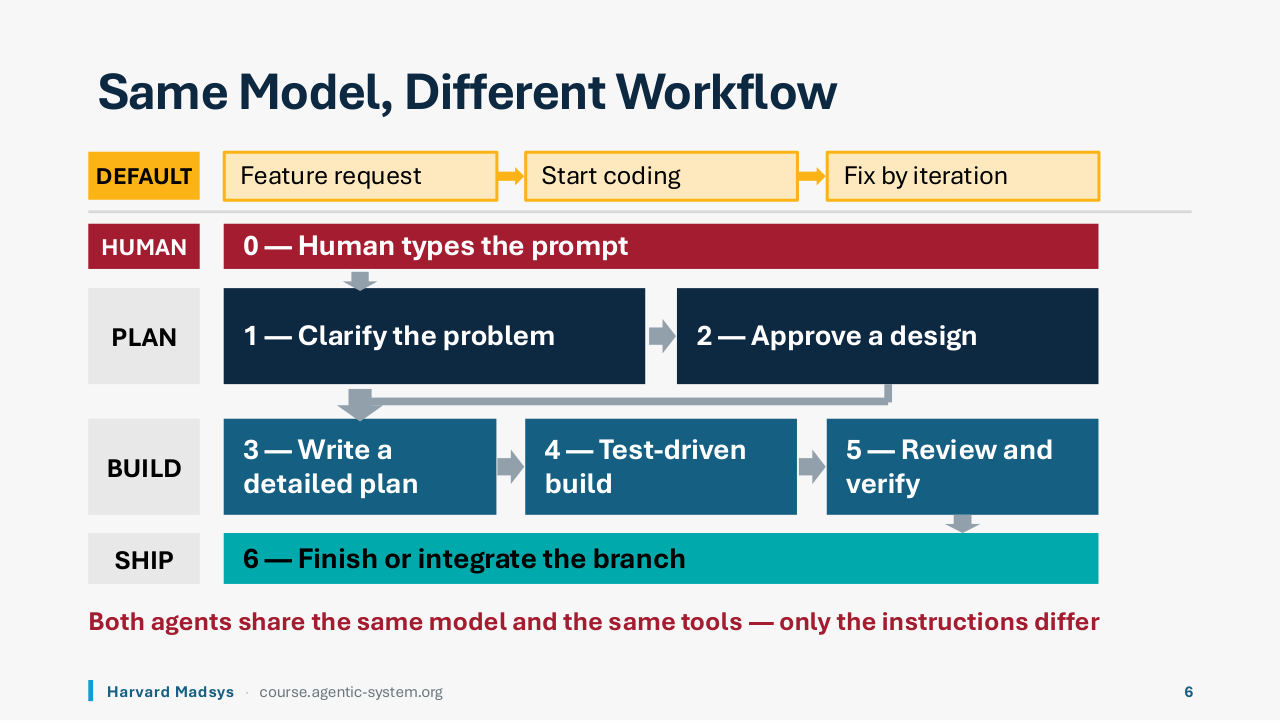 Same Model, Different Workflow
DEFAULT
Feature request
Start coding
Fix by iteration
HUMAN
0 — Human types the prompt
PLAN
1 — Clarify the problem
2 — Approve a design
BUILD
3 — Write a
detailed plan
4 — Test-driven
build
5 — Review and
verify
SHIP
6 — Finish or integrate the branch
Both agents share the same model and the same tools — only the instructions differ
Harvard Madsys · course.agentic-system.org
6